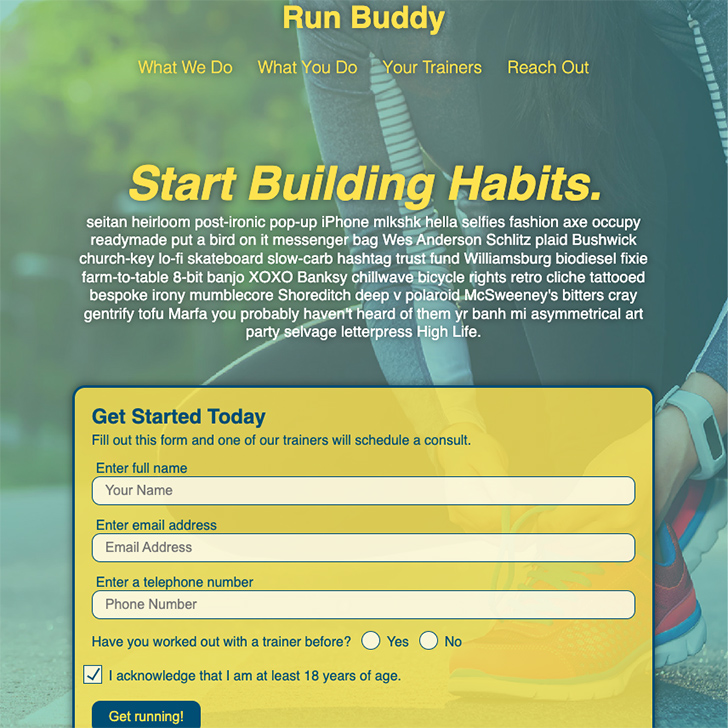 Run Buddy
What We Do What You Do Your Trainers Reach Out
Start Building Habits.
seitan heirloom post-ironic pop-up iPhone mlkshk hella selfies fashion axe occupy
readymade put a bird on it messenger bag Wes Anderson Schlitz plaid Bushwick
church-key lo-fi skateboard slow-carb hashtag trust fund Williamsburg biodiesel fixie
farm-to-table 8-bit banjo XOXO Banksy chillwave bicycle rights retro cliche tattooed
bespoke irony mumblecore Shoreditch deep v polaroid McSweeney's bitters cray
gentrify tofu Marfa you probably haven't heard of them yr banh mi asymmetrical art
party selvage letterpress High Life.
Get Started Today
Fill out this form and one of our trainers will schedule a consult.
Enter full name
Your Name
Enter email address
Email Address
Enter a telephone number
Phone Number
Have you worked out with a trainer before? Yes No
I acknowledge that I am at least 18 years of age.
Get running!